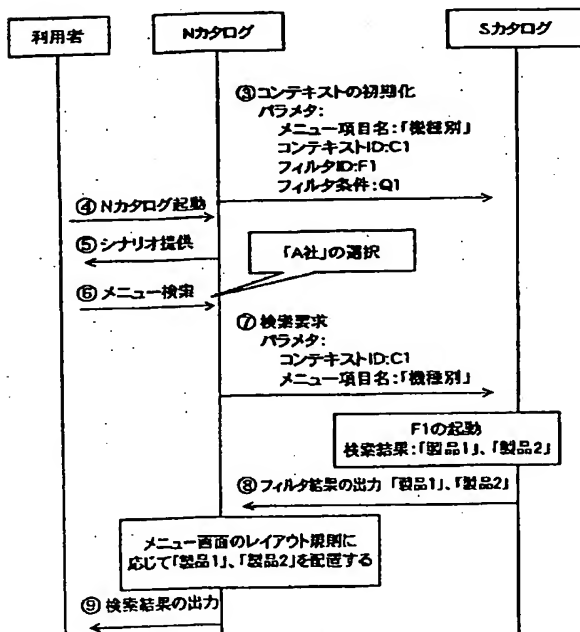 利用者
Nカタログ
Sカタログ
③コンテキストの初期化
パラメタ:
メニュー項目名:「機種別」
コンテキストID:C1
フィルタID:F1
フィルタ条件:Q1
④Nカタログ起動
⑤シナリオ提供
「A社」の選択
⑥メニュー検索
⑦検索要求
パラメタ:
コンテキストID:C1
メニュー項目名:「機種別」
F1の起動
検索結果:「製品1」、「製品2」
⑧フィルタ結果の出力「製品1」、「製品2」
メニュー画面のレイアウト規則に
応じて「製品1」、「製品2」を配置する
⑨検索結果の出力